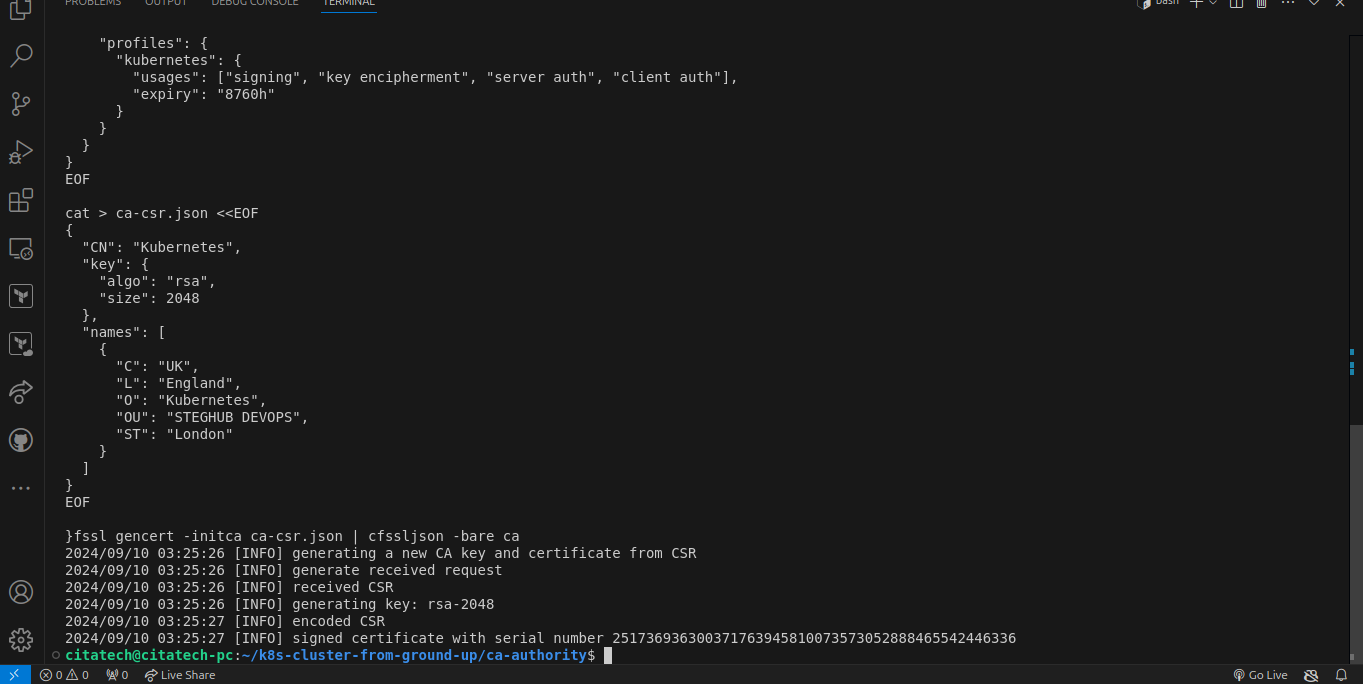 PROBLEMS OUTPUT DEBUG CONSOLE TERMINAL bash
    "profiles": {
      "kubernetes": {
        "usages": ["signing", "key encipherment", "server auth", "client auth"],
        "expiry": "8760h"
      }
    }
  }
}
EOF

cat > ca-csr.json <<EOF
{
  "CN": "Kubernetes",
  "key": {
    "algo": "rsa",
    "size": 2048
  },
  "names": [
    {
      "C": "UK",
      "L": "England",
      "O": "Kubernetes",
      "OU": "STEGHUB DEVOPS",
      "ST": "London"
    }
  ]
}
EOF

}fssl gencert -initca ca-csr.json | cfssljson -bare ca
2024/09/10 03:25:26 [INFO] generating a new CA key and certificate from CSR
2024/09/10 03:25:26 [INFO] generate received request
2024/09/10 03:25:26 [INFO] received CSR
2024/09/10 03:25:26 [INFO] generating key: rsa-2048
2024/09/10 03:25:27 [INFO] encoded CSR
2024/09/10 03:25:27 [INFO] signed certificate with serial number 251736936300371763945810073573052888465542446336
citatech@citatech-pc:~/k8s-cluster-from-ground-up/ca-authority$
0 0 0 Live Share Go Live